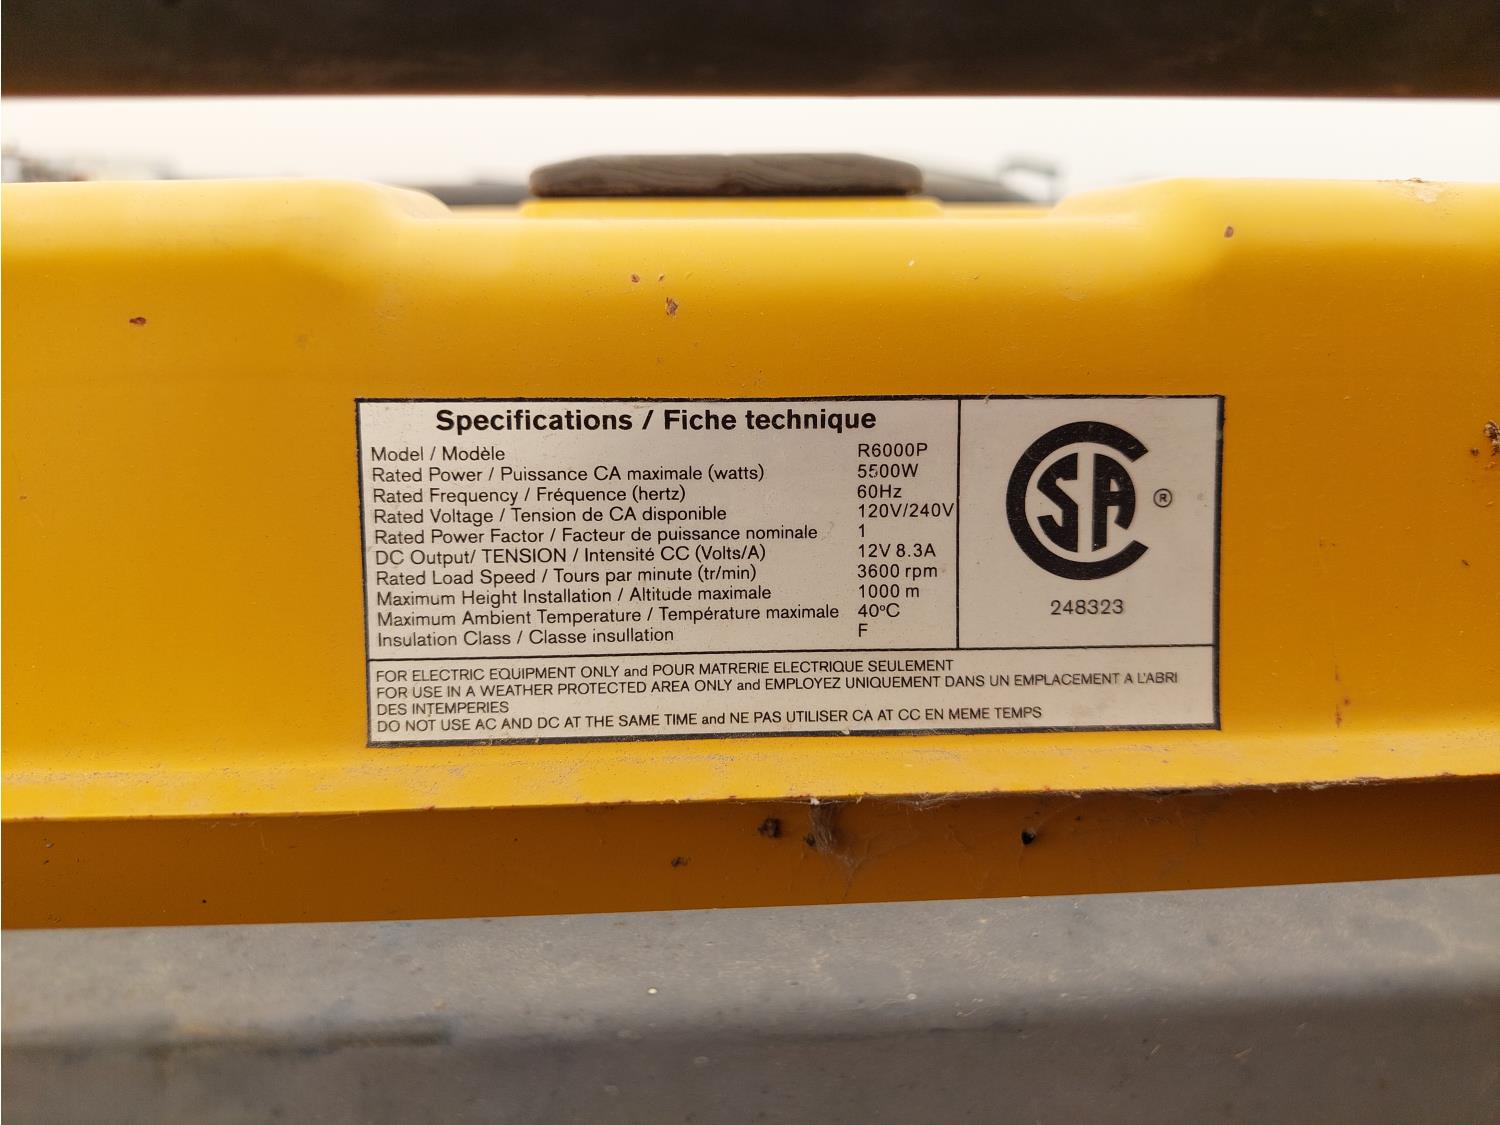 Specifications / Fiche technique
Model / Modèle R6000P
Rated Power / Puissance CA maximale (watts) 5500W
Rated Frequency / Fréquence (hertz) 60Hz
Rated Voltage / Tension de CA disponible 120V/240V
Rated Power Factor / Facteur de puissance nominale 1
DC Output/ TENSION / Intensité CC (Volts/A) 12V 8.3A
Rated Load Speed / Tours par minute (tr/min) 3600 rpm
Maximum Height Installation / Altitude maximale 1000 m
Maximum Ambient Temperature / Température maximale 40°C
Insulation Class / Classe insullation F
CSA ®
248323
FOR ELECTRIC EQUIPMENT ONLY and POUR MATRERIE ELECTRIQUE SEULEMENT
FOR USE IN A WEATHER PROTECTED AREA ONLY and EMPLOYEZ UNIQUEMENT DANS UN EMPLACEMENT A L'ABRI
DES INTEMPERIES
DO NOT USE AC AND DC AT THE SAME TIME and NE PAS UTILISER CA AT CC EN MEME TEMPS